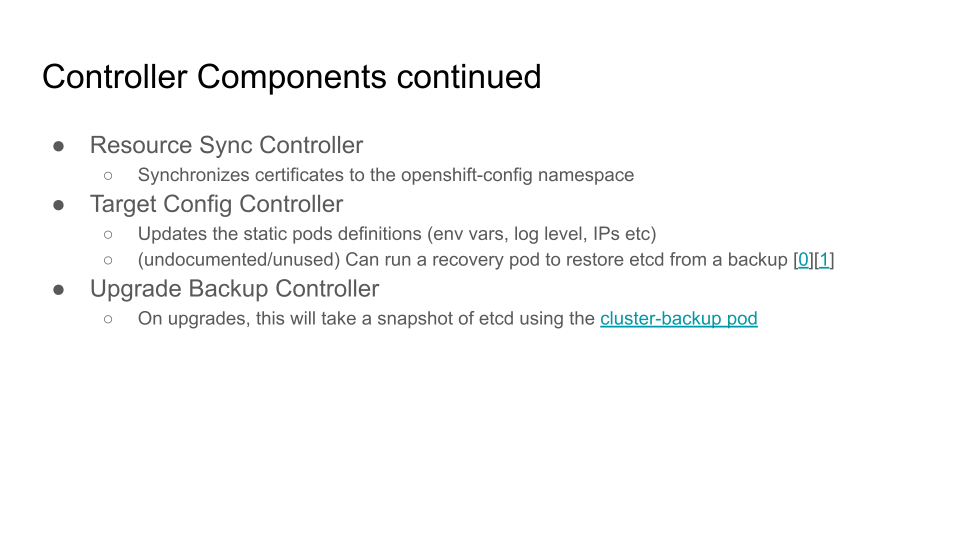 Controller Components continued
● Resource Sync Controller
○ Synchronizes certificates to the openshift-config namespace
● Target Config Controller
○ Updates the static pods definitions (env vars, log level, IPs etc)
○ (undocumented/unused) Can run a recovery pod to restore etcd from a backup [0][1]
● Upgrade Backup Controller
○ On upgrades, this will take a snapshot of etcd using the cluster-backup pod